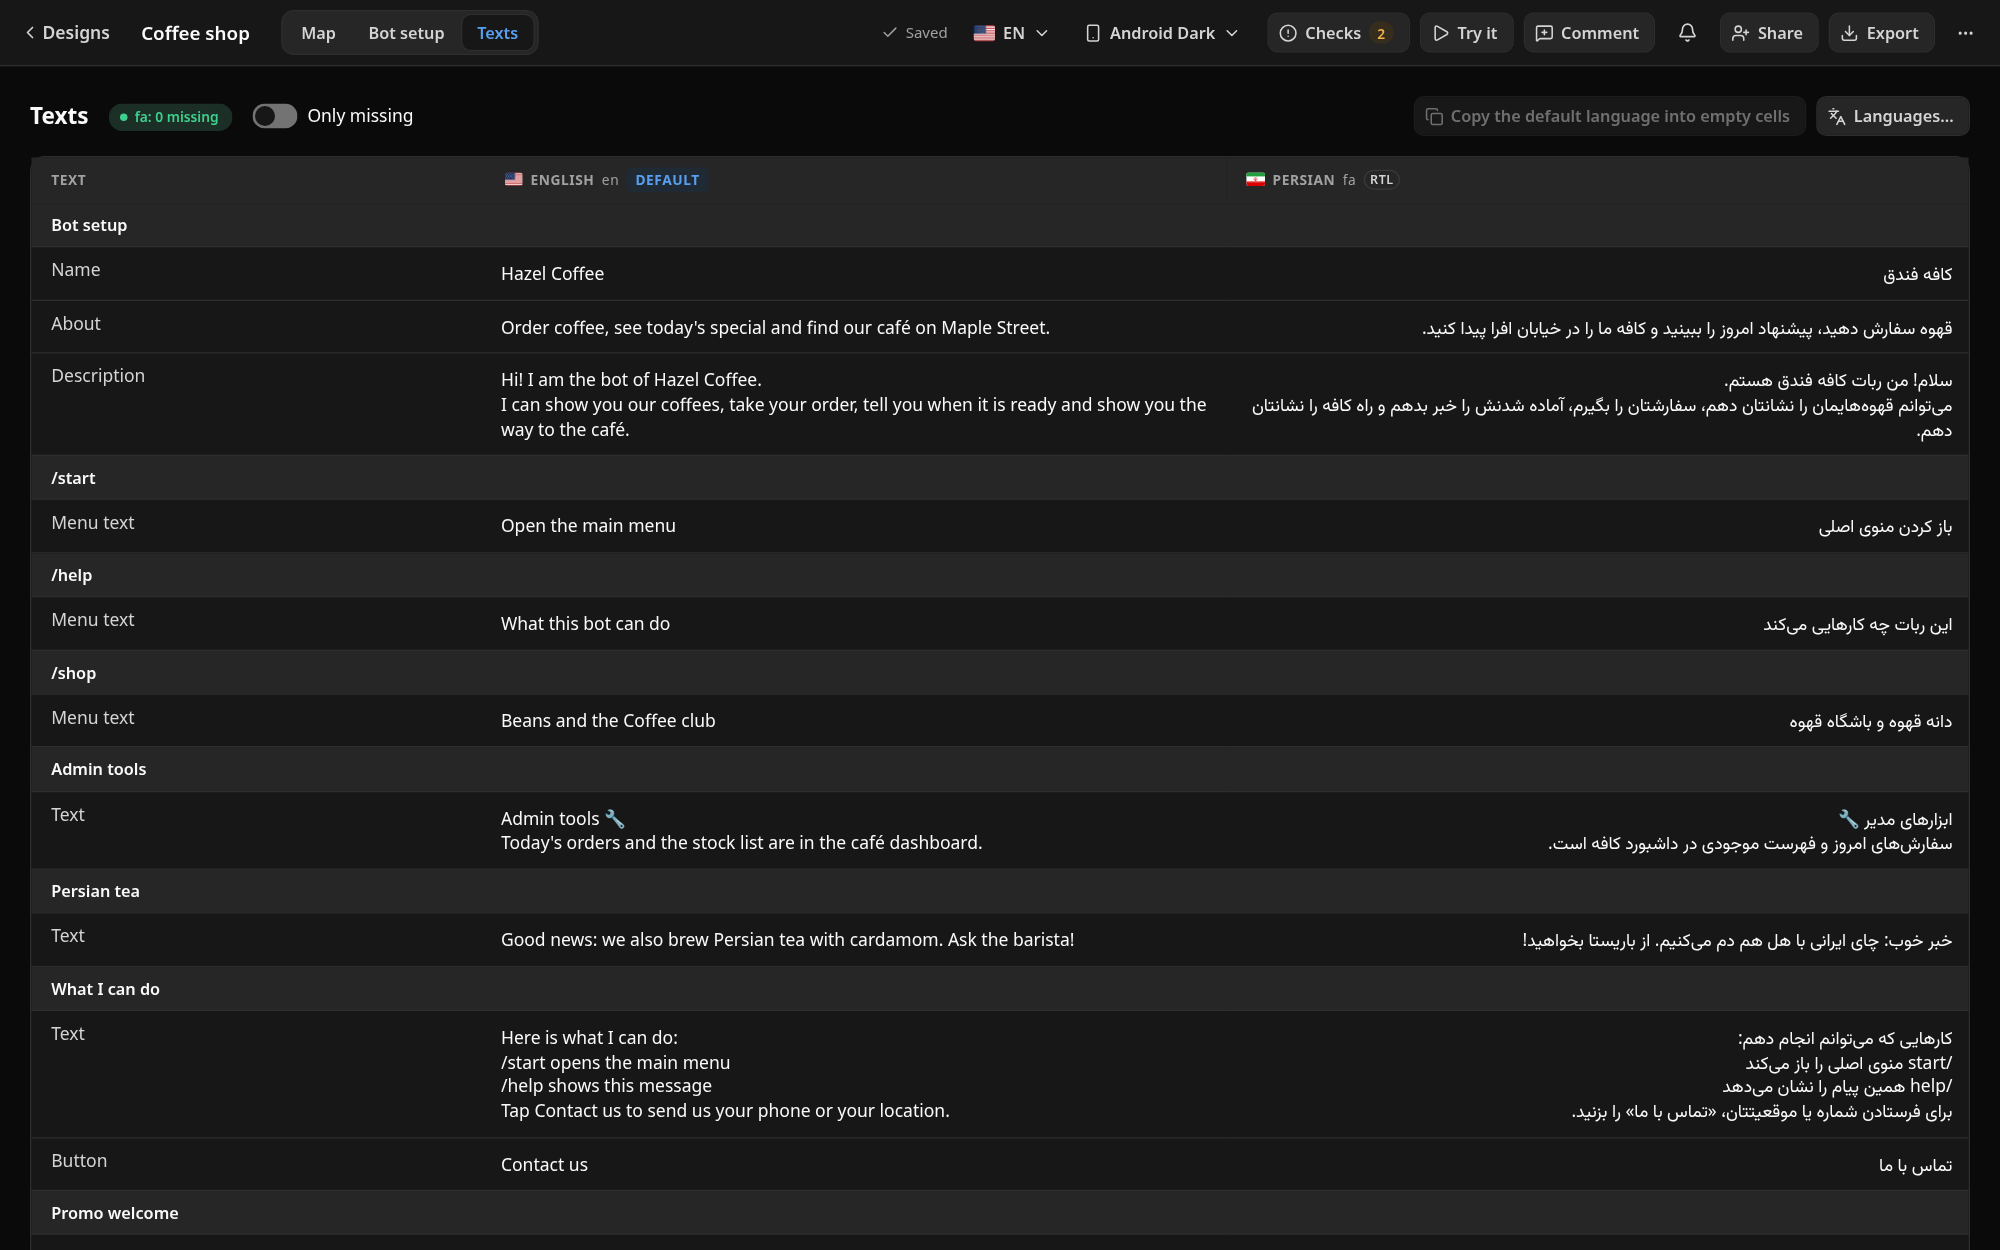 Designs
Coffee shop
Map
Bot setup
Texts
Saved
EN
Android Dark
Checks 2
Try it
Comment
Share
Export
Texts
fa: 0 missing
Only missing
Copy the default language into empty cells
Languages...
TEXT
ENGLISH en DEFAULT
PERSIAN fa RTL
Bot setup
Name
Hazel Coffee
کافه فندق
About
Order coffee, see today's special and find our café on Maple Street.
قهوه سفارش دهید، پیشنهاد امروز را ببینید و کافه ما را در خیابان افرا پیدا کنید.
Description
Hi! I am the bot of Hazel Coffee.
I can show you our coffees, take your order, tell you when it is ready and show you the
way to the café.
سلام! من ربات کافه فندق هستم.
می‌توانم قهوه‌هایمان را نشانتان دهم، سفارشتان را بگیرم، آماده شدنش را خبر بدهم و راه کافه را نشانتان
دهم.
/start
Menu text
Open the main menu
باز کردن منوی اصلی
/help
Menu text
What this bot can do
این ربات چه کارهایی می‌کند
/shop
Menu text
Beans and the Coffee club
دانه قهوه و باشگاه قهوه
Admin tools
Text
Admin tools 🔧
Today's orders and the stock list are in the café dashboard.
ابزارهای مدیر 🔧
سفارش‌های امروز و فهرست موجودی در داشبورد کافه است.
Persian tea
Text
Good news: we also brew Persian tea with cardamom. Ask the barista!
خبر خوب: چای ایرانی با هل هم دم می‌کنیم. از باریستا بخواهید!
What I can do
Text
Here is what I can do:
/start opens the main menu
/help shows this message
Tap Contact us to send us your phone or your location.
کارهایی که می‌توانم انجام دهم:
/start منوی اصلی را باز می‌کند
/help همین پیام را نشان می‌دهد
برای فرستادن شماره یا موقعیتتان، «تماس با ما» را بزنید.
Button
Contact us
تماس با ما
Promo welcome